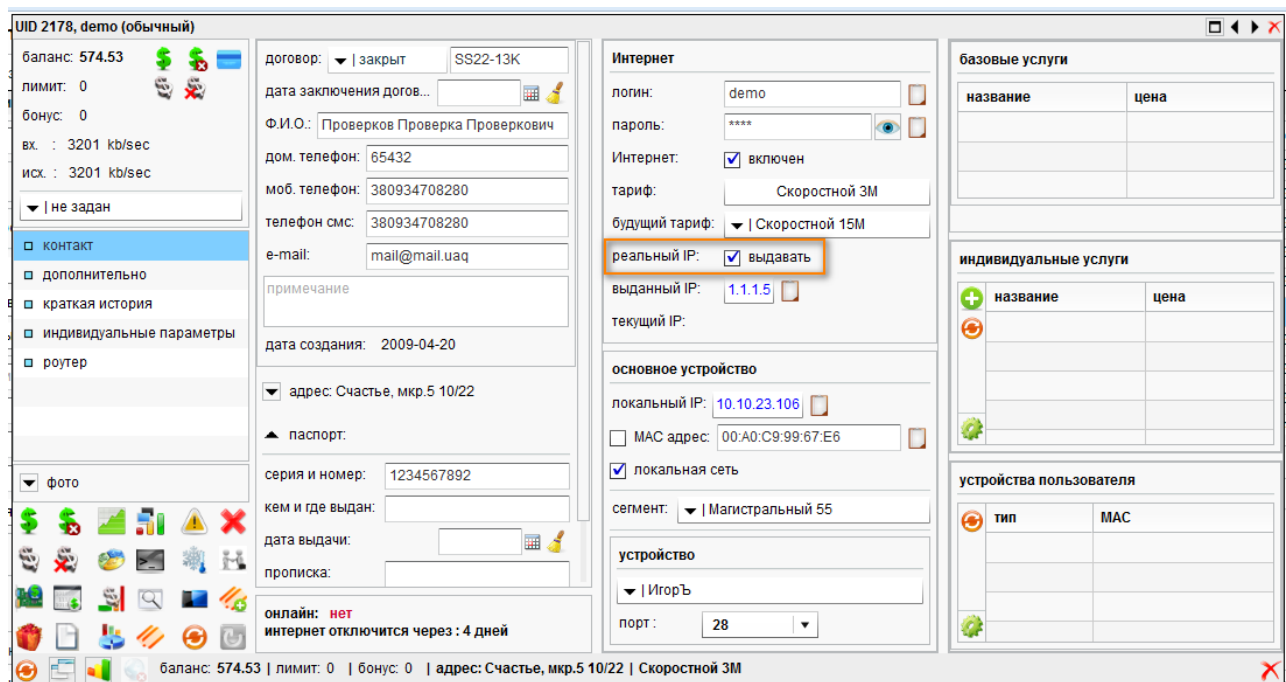 UID 2178, demo (обычный)
баланс: 574.53
лимит: 0
бонус: 0
вх. : 3201 kb/sec
исх. : 3201 kb/sec
| не задан
контакт
дополнительно
краткая история
индивидуальные параметры
роутер
фото
договор: | закрыт SS22-13K
дата заключения догов...
Ф.И.О.: Проверков Проверка Проверкович
дом. телефон: 65432
моб. телефон: 380934708280
телефон смс: 380934708280
e-mail: mail@mail.uaq
примечание
дата создания: 2009-04-20
адрес: Счастье, мкр.5 10/22
паспорт:
серия и номер: 1234567892
кем и где выдан:
дата выдачи:
прописка:
онлайн: нет
интернет отключится через : 4 дней
Интернет
логин: demo
пароль: ****
Интернет: включен
тариф: Скоростной 3М
будущий тариф: | Скоростной 15М
реальный IP: выдавать
выданный IP: 1.1.1.5
текущий IP:
основное устройство
локальный IP: 10.10.23.106
MAC адрес: 00:A0:C9:99:67:E6
локальная сеть
сегмент: | Магистральный 55
устройство
| ИгорЪ
порт : 28
базовые услуги
название цена
индивидуальные услуги
название цена
устройства пользователя
тип MAC
баланс: 574.53 | лимит: 0 | бонус: 0 | адрес: Счастье, мкр.5 10/22 | Скоростной 3М